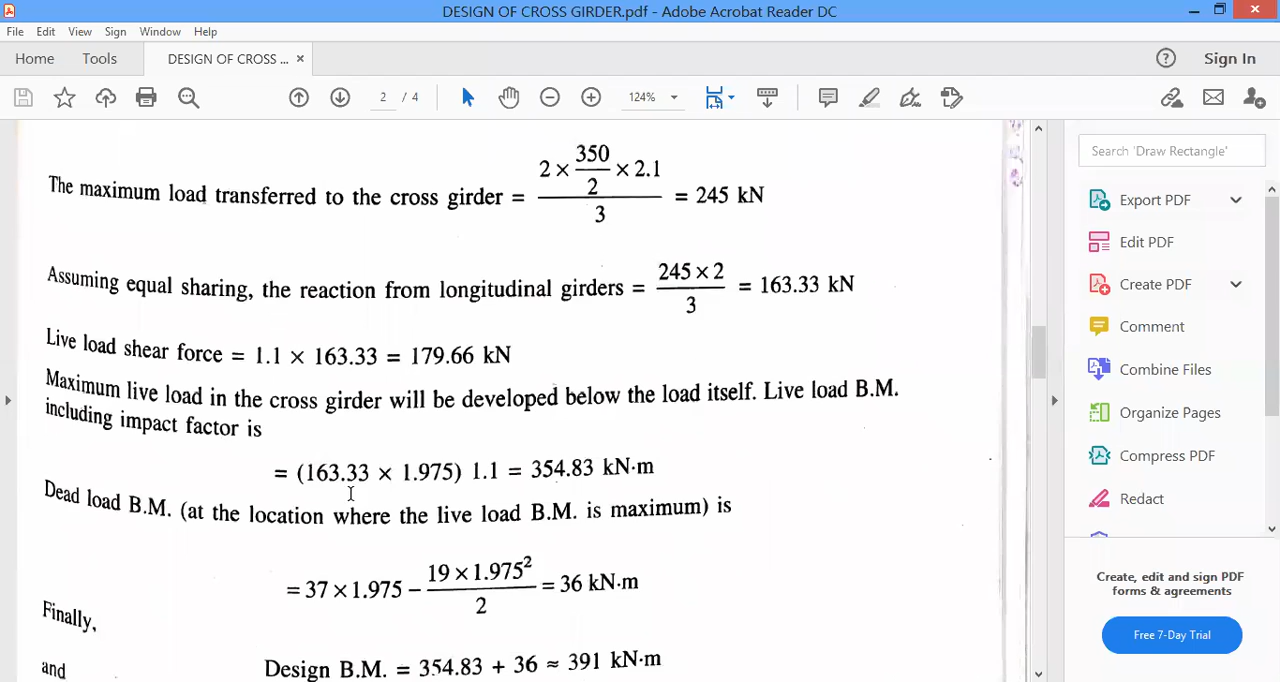 DESIGN OF CROSS GIRDER.pdf - Adobe Acrobat Reader DC
File Edit View Sign Window Help
Home Tools DESIGN OF CROSS ... × Sign In
2 / 4 124%
The maximum load transferred to the cross girder = (2 × 350/2 × 2.1)/3 = 245 kN
Assuming equal sharing, the reaction from longitudinal girders = (245 × 2)/3 = 163.33 kN
Live load shear force = 1.1 × 163.33 = 179.66 kN
Maximum live load in the cross girder will be developed below the load itself. Live load B.M.
including impact factor is
= (163.33 × 1.975) 1.1 = 354.83 kN·m
Dead load B.M. (at the location where the live load B.M. is maximum) is
= 37 × 1.975 − (19 × 1.975²)/2 = 36 kN·m
Finally,
Design B.M. = 354.83 + 36 ≈ 391 kN·m
and
Search 'Draw Rectangle'
Export PDF
Edit PDF
Create PDF
Comment
Combine Files
Organize Pages
Compress PDF
Redact
Create, edit and sign PDF
forms & agreements
Free 7-Day Trial